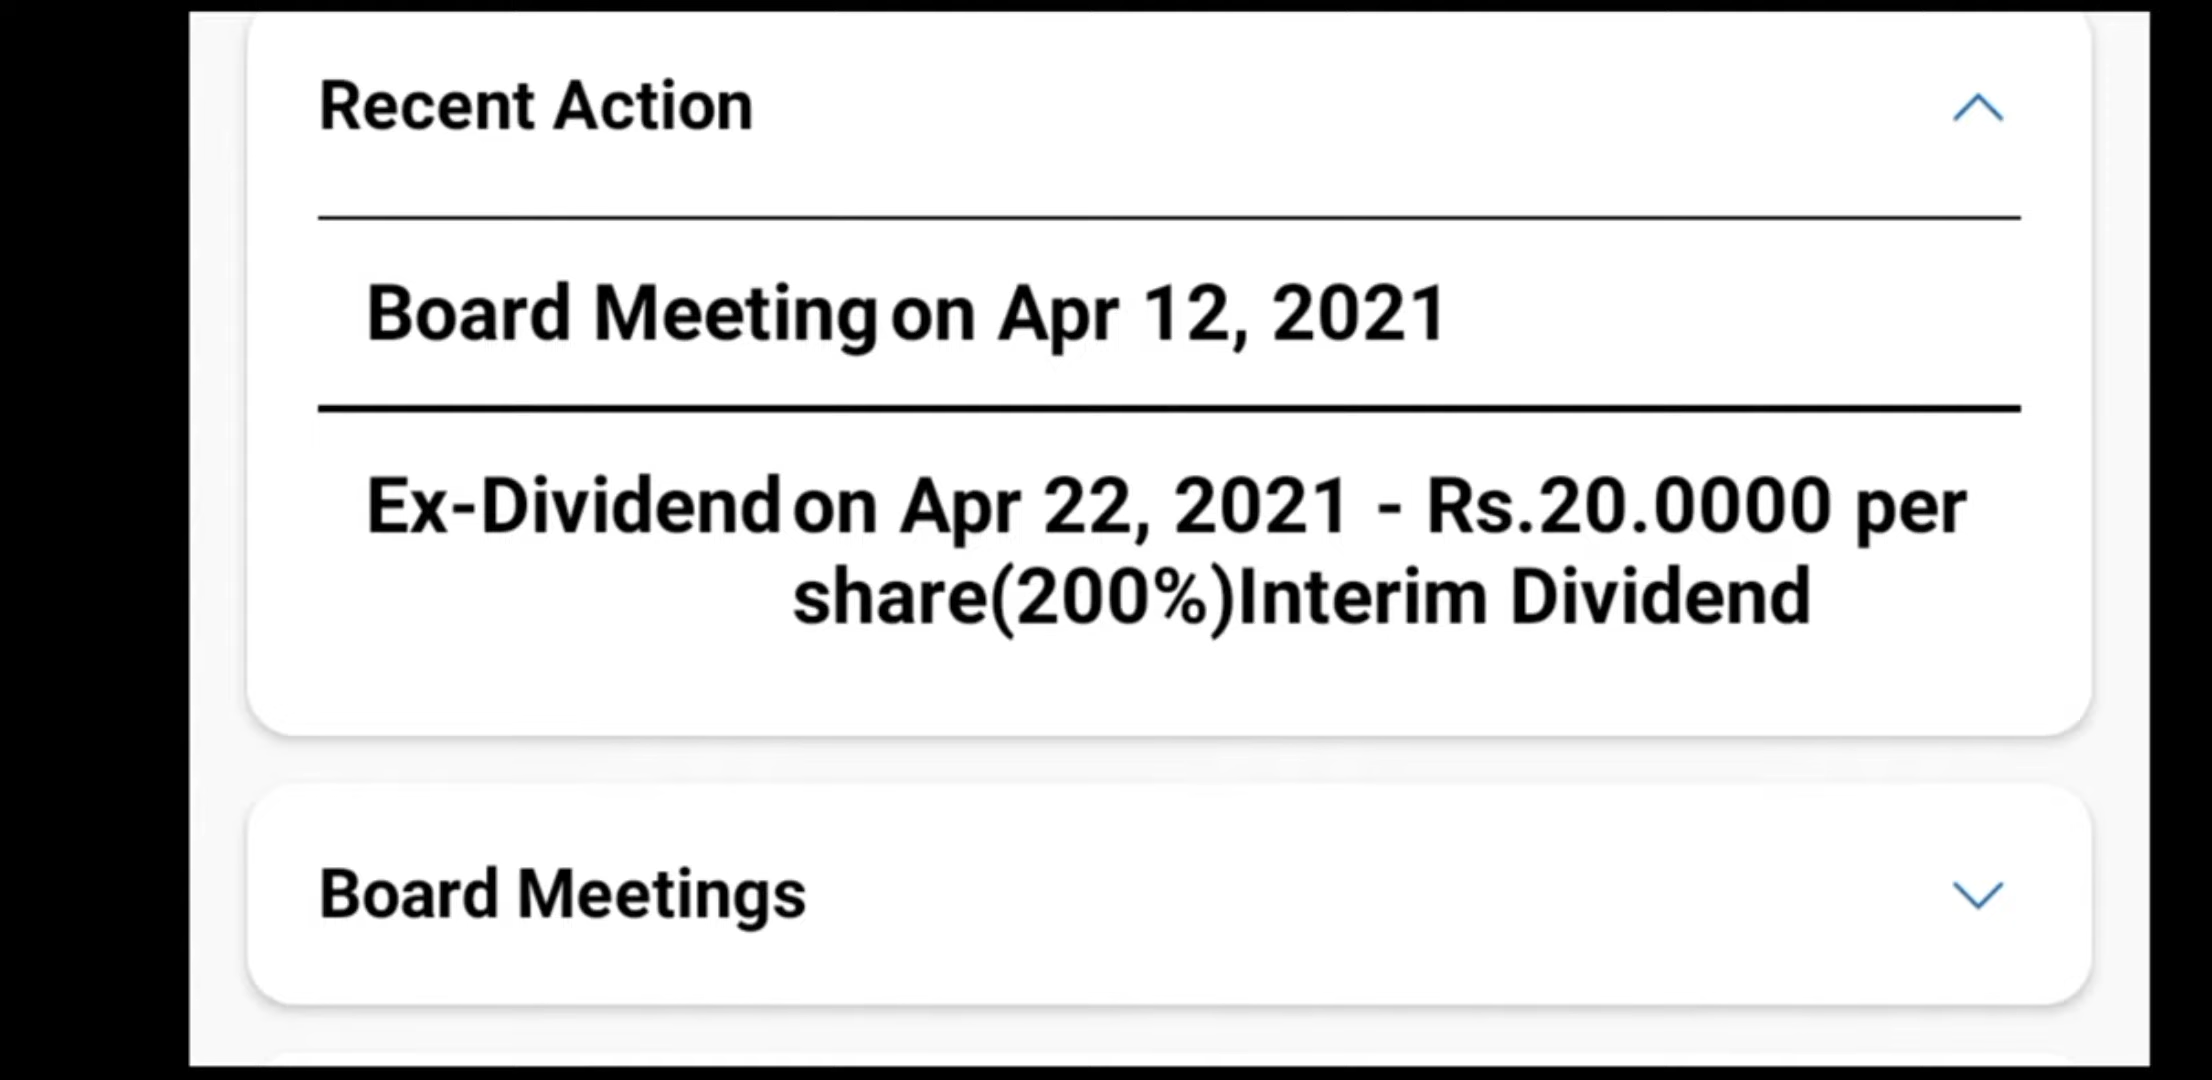 Recent Action
Board Meeting on Apr 12, 2021
Ex-Dividend on Apr 22, 2021 - Rs.20.0000 per
share(200%)Interim Dividend
Board Meetings